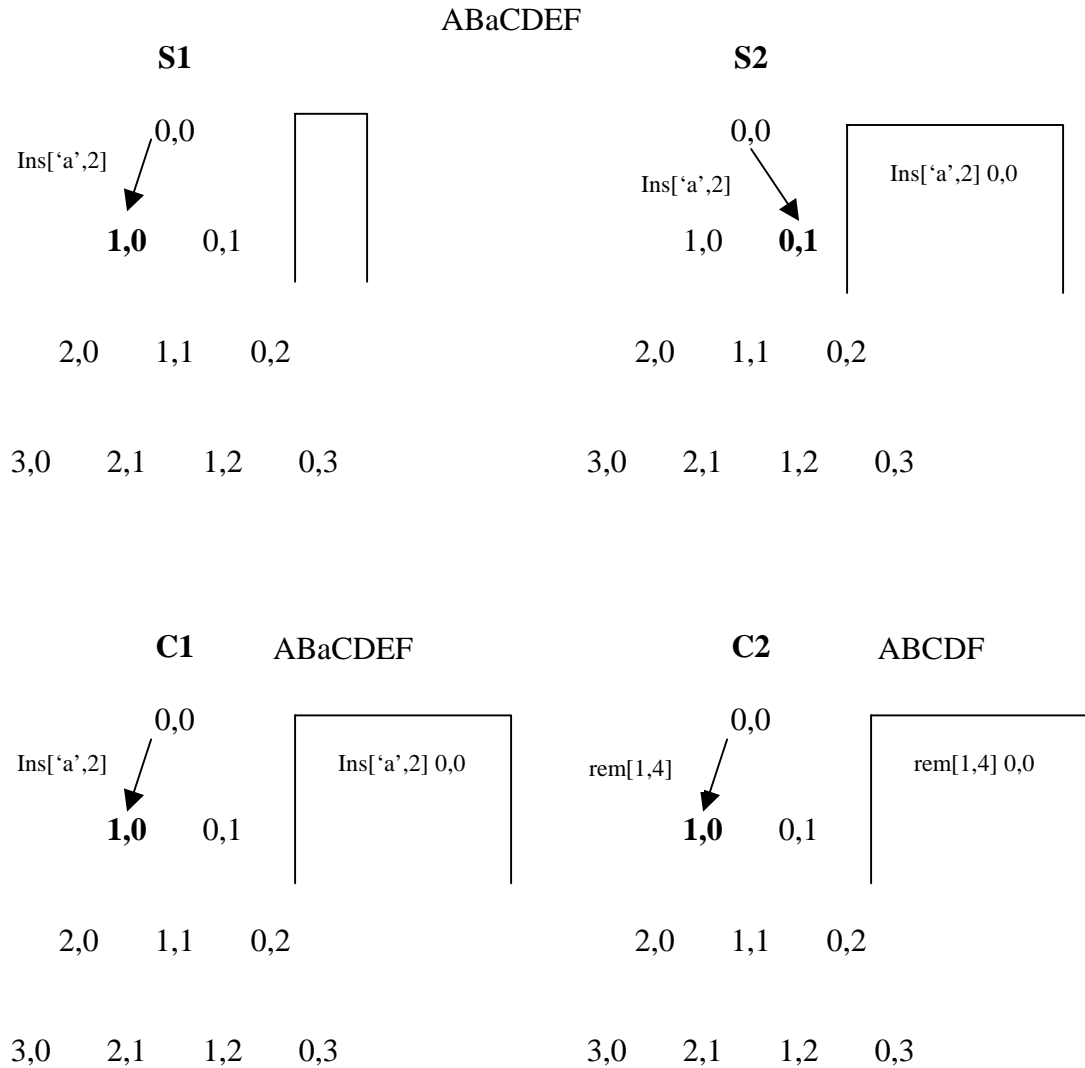 ABaCDEF
S1 S2
0,0 0,0
Ins[‘a’,2] Ins[‘a’,2] Ins[‘a’,2] 0,0
1,0 0,1 1,0 0,1
2,0 1,1 0,2 2,0 1,1 0,2
3,0 2,1 1,2 0,3 3,0 2,1 1,2 0,3
C1 ABaCDEF C2 ABCDF
0,0 0,0
Ins[‘a’,2] Ins[‘a’,2] 0,0 rem[1,4] rem[1,4] 0,0
1,0 0,1 1,0 0,1
2,0 1,1 0,2 2,0 1,1 0,2
3,0 2,1 1,2 0,3 3,0 2,1 1,2 0,3